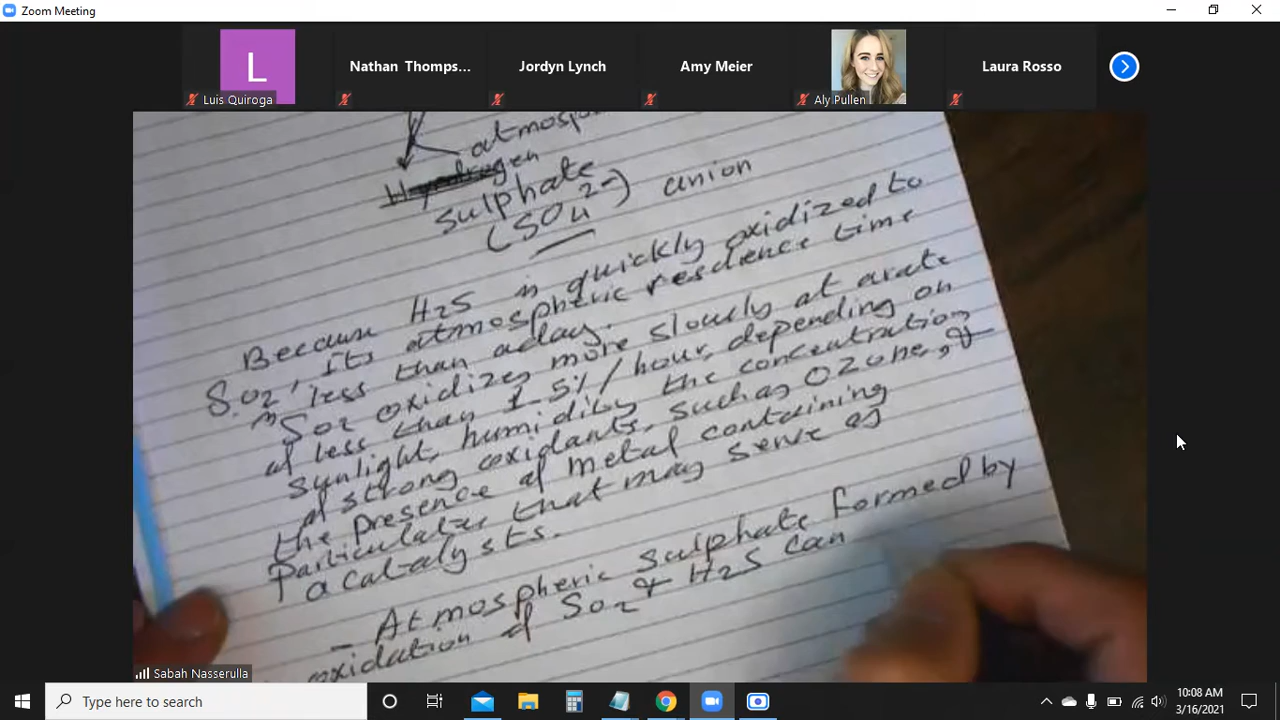 Zoom Meeting
L
Luis Quiroga
Nathan Thomps...
Jordyn Lynch
Amy Meier
Aly Pullen
Laura Rosso
sulphate
(SO4 2-) anion
Because H2S is quickly oxidized to
SO2, its atmospheric resdience time
is less than a day.
SO2 oxidizes more slowly at a rate
of less than 1-5%/hour, depending on
sunlight, humidity the concentration
of strong oxidants, such as ozone, &
the presence of metal containing
Particulates that may serve as
a catalysts.
- Atmospheric sulphate formed by
oxidation of SO2 & H2S can
Sabah Nasserulla
Type here to search
10:08 AM
3/16/2021